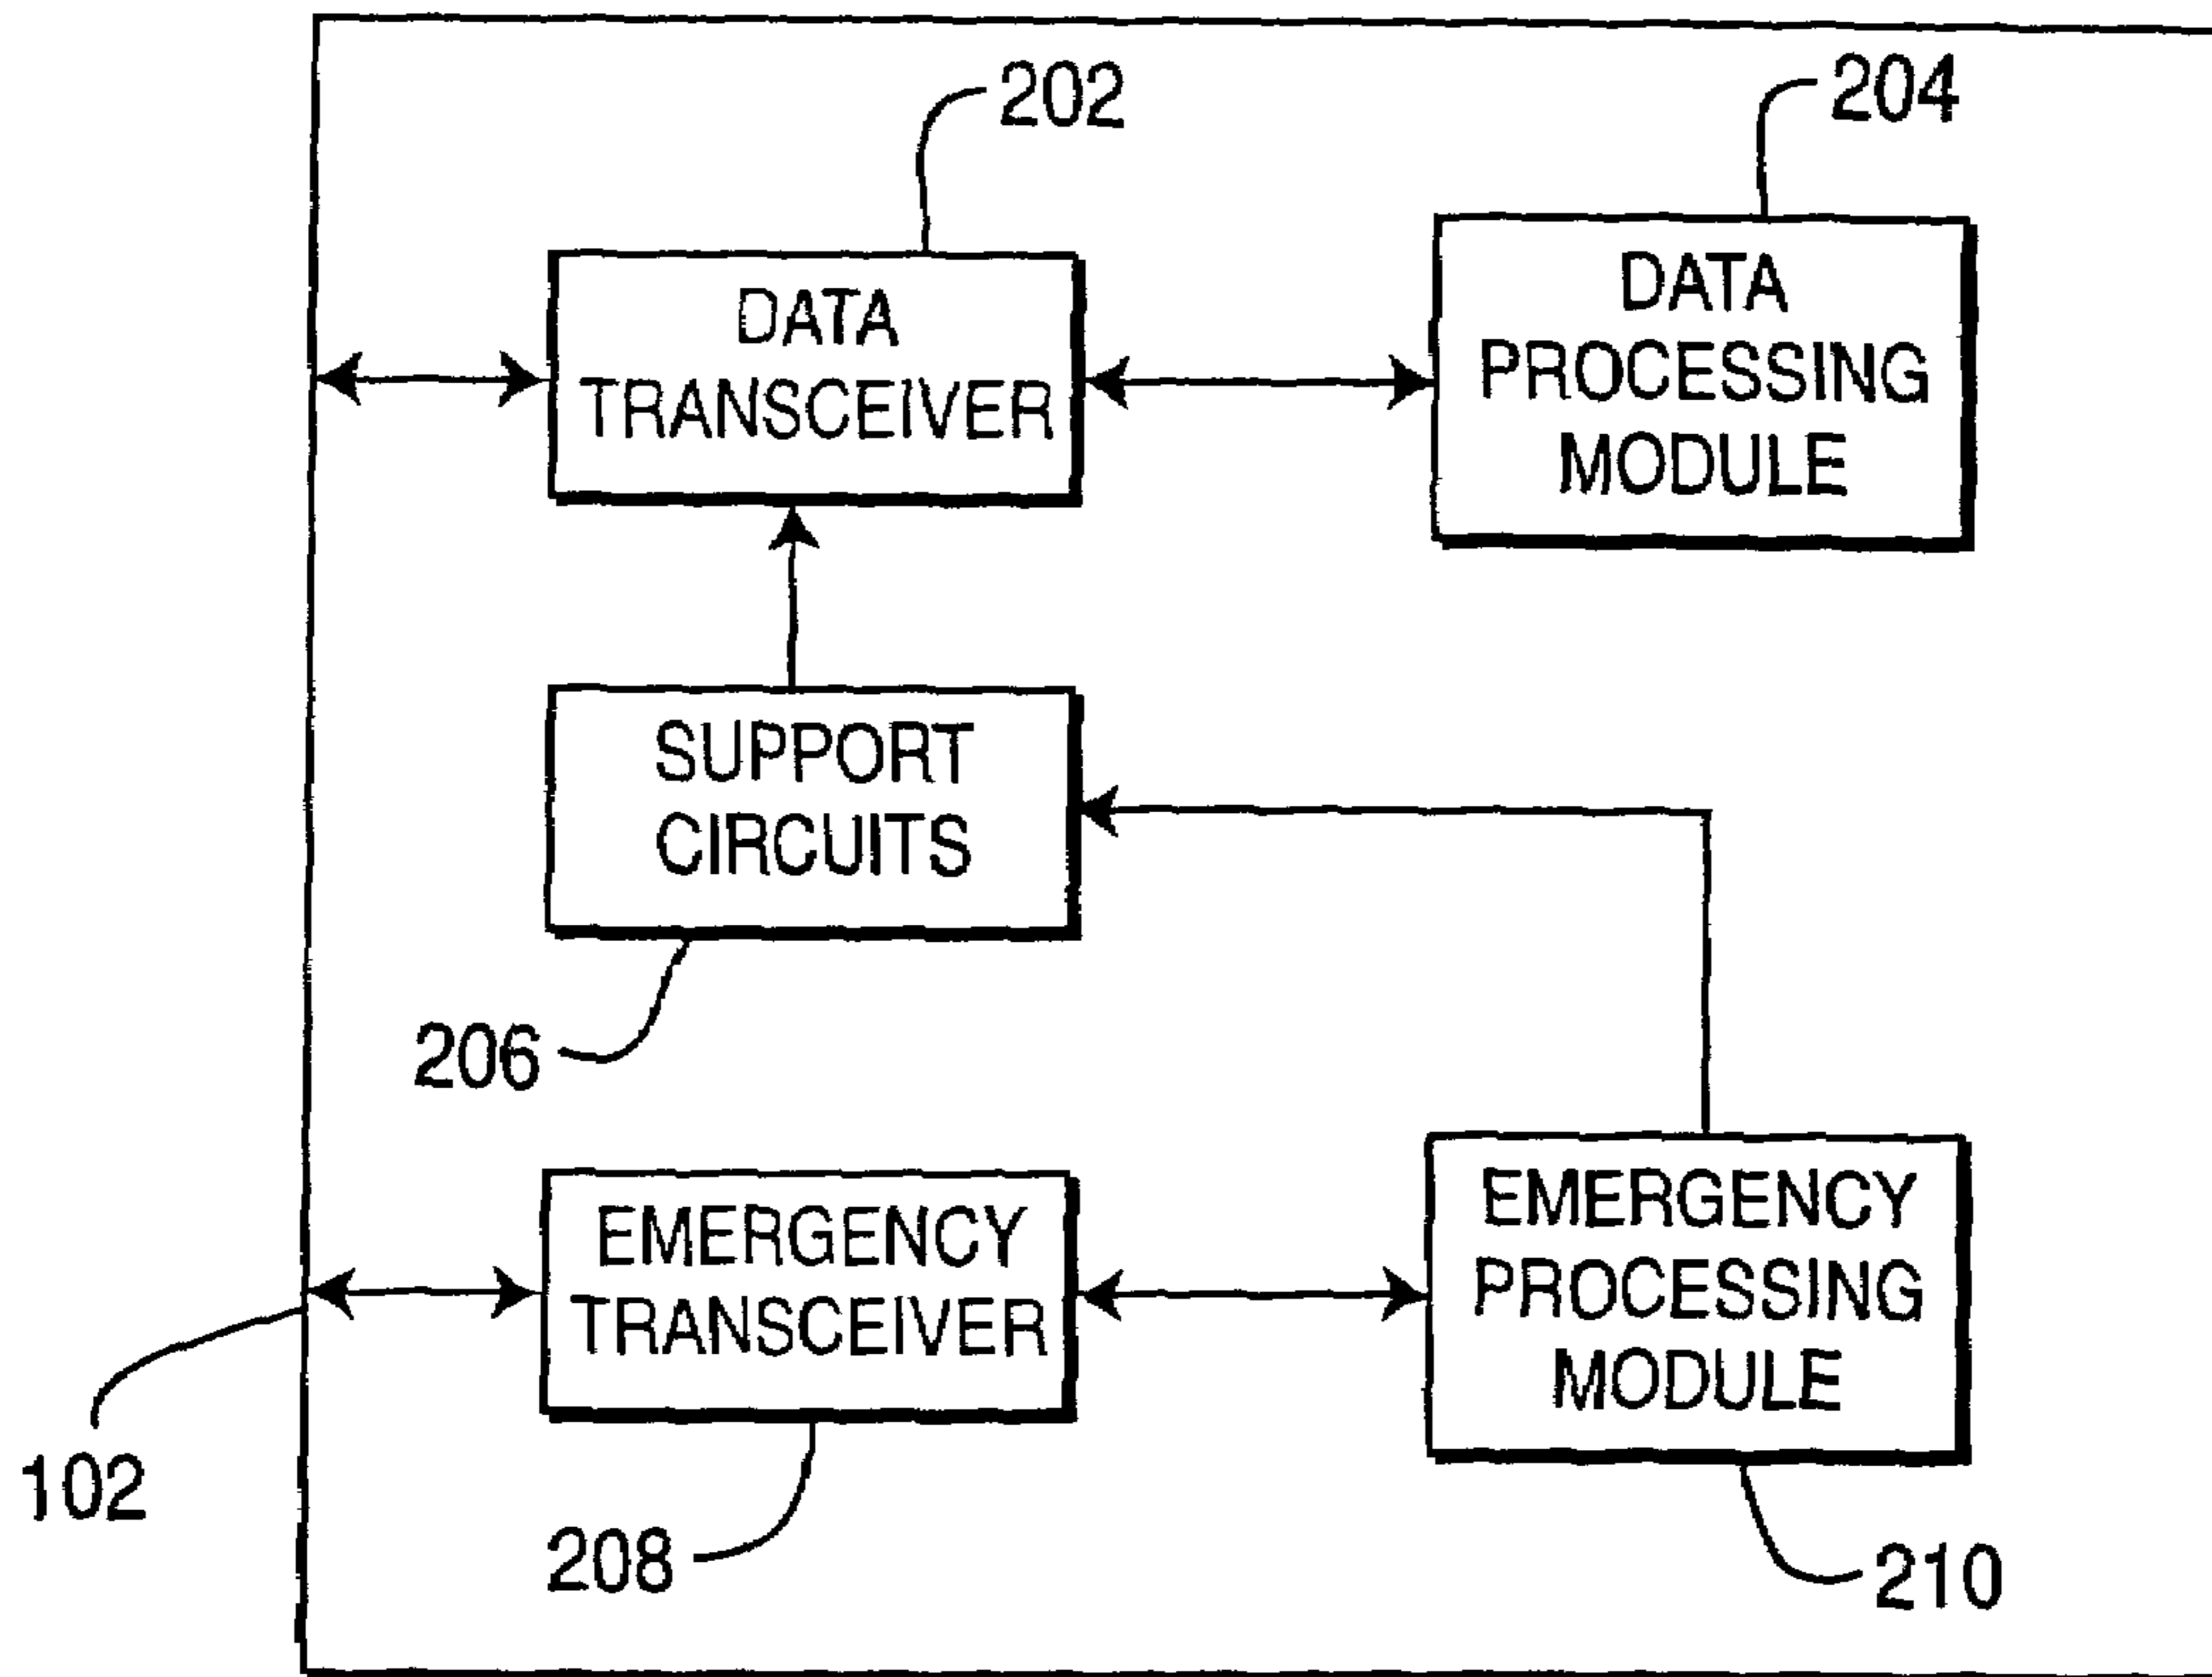 202
204
DATA
TRANSCEIVER
DATA
PROCESSING
MODULE
SUPPORT
CIRCUITS
206
EMERGENCY
TRANSCEIVER
EMERGENCY
PROCESSING
MODULE
102
208
210